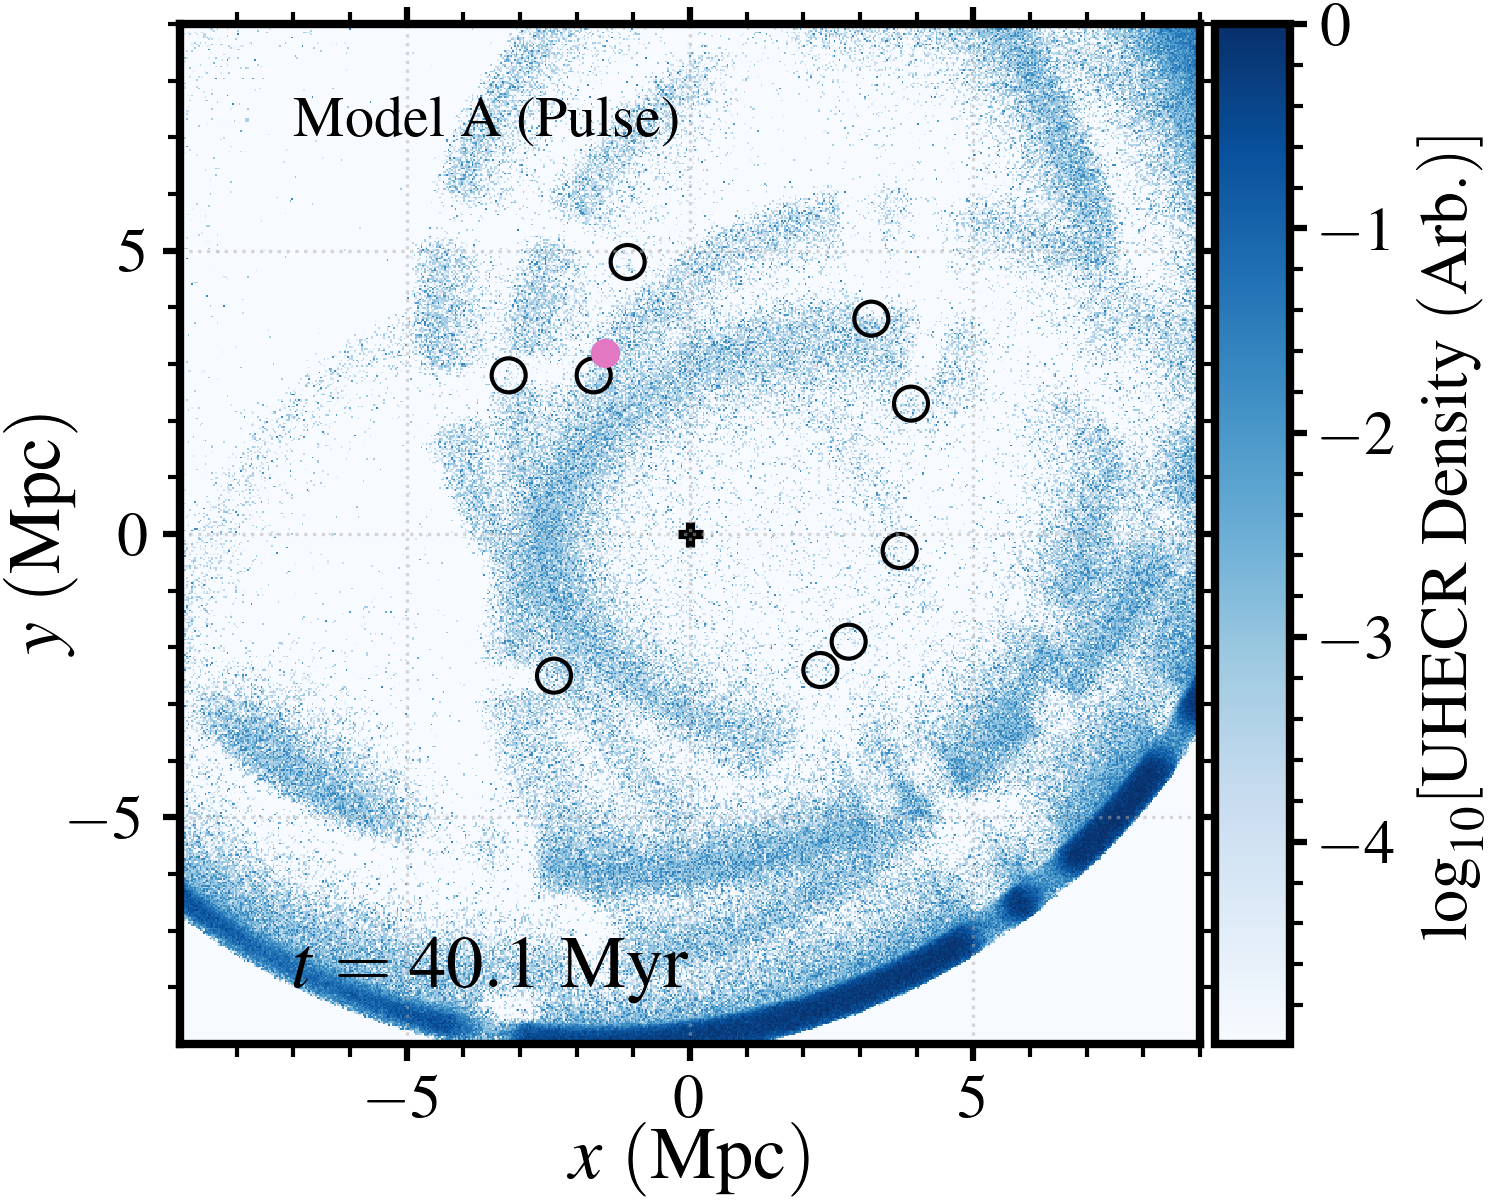 Model A (Pulse)
t = 40.1 Myr
5
0
−5
y (Mpc)
−5 0 5
x (Mpc)
0
−1
−2
−3
−4
log₁₀[UHECR Density (Arb.)]